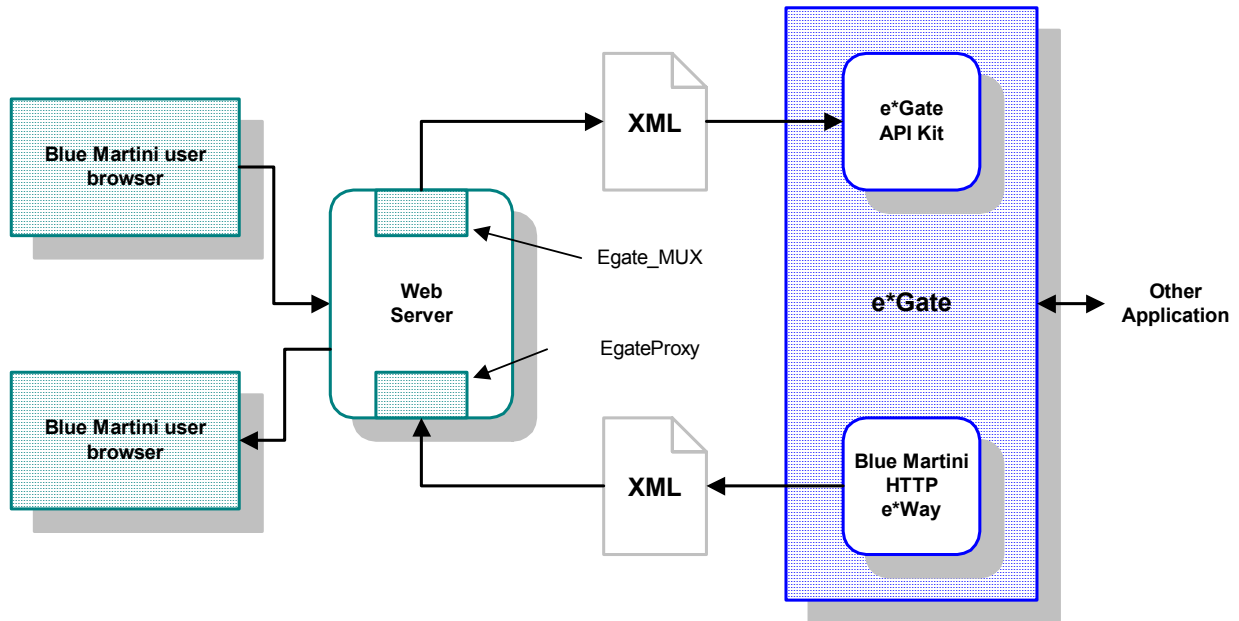 Blue Martini user
browser
XML
e*Gate
API Kit
Egate_MUX
Web
Server
e*Gate
Other
Application
EgateProxy
Blue Martini user
browser
XML
Blue Martini
HTTP
e*Way